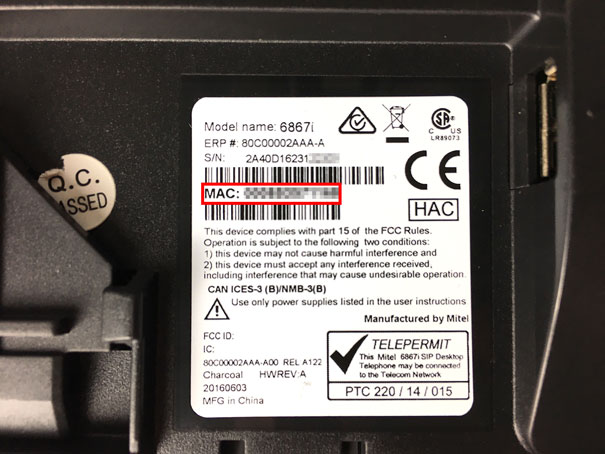 Q.C.
PASSED
Model name: 6867i
ERP #: 80C00002AAA-A
S/N: 2A40D16231
MAC:
C US
LR89073
CE
HAC
This device complies with part 15 of the FCC Rules.
Operation is subject to the following two conditions:
1) this device may not cause harmful interference and
2) this device must accept any interference received,
including interference that may cause undesirable operation
CAN ICES-3 (B)/NMB-3(B)
Use only power supplies listed in the user instructions
Manufactured by Mitel
FCC ID:
IC:
80C00002AAA-A00 REL A122
Charcoal HWREV:A
20160603
MFG in China
TELEPERMIT
This Mitel 6867i SIP Desktop
Telephone may be connected
to the Telecom Network
PTC 220 / 14 / 015